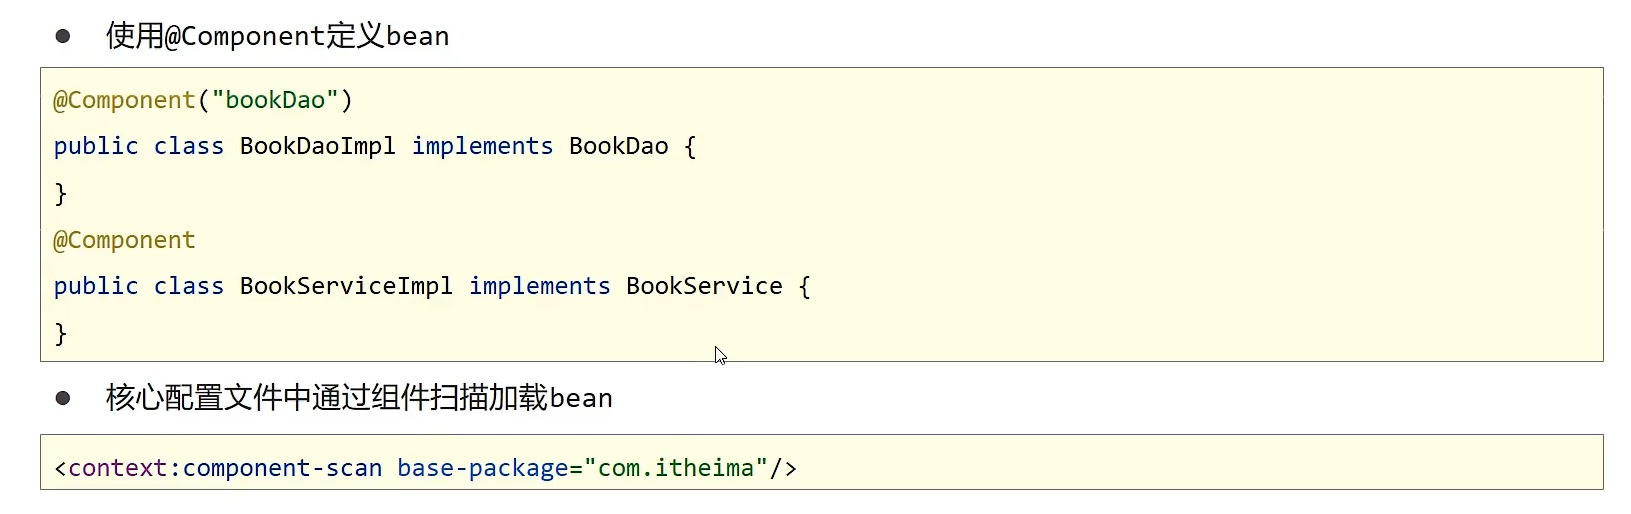 使用@Component定义bean
@Component("bookDao")
public class BookDaoImpl implements BookDao {
}
@Component
public class BookServiceImpl implements BookService {
}
核心配置文件中通过组件扫描加载bean
<context:component-scan base-package="com.itheima"/>